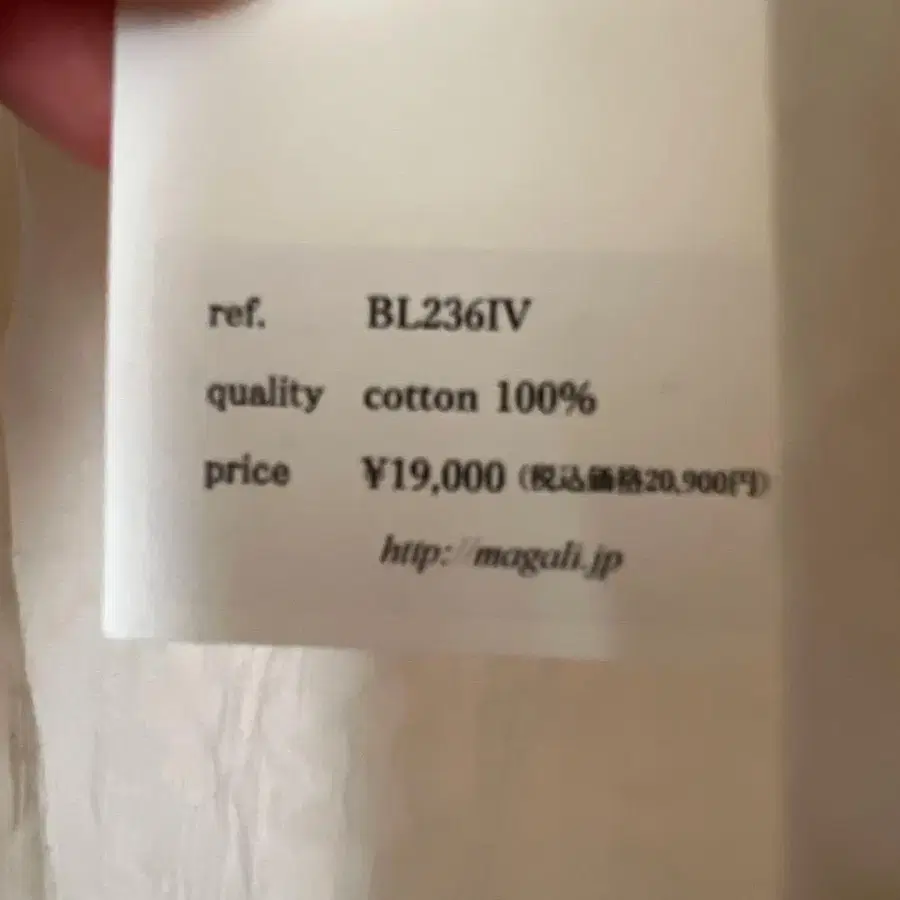 ref. BL236IV
quality cotton 100%
price ¥19,000 (税込価格20,900円)
http://magali.jp